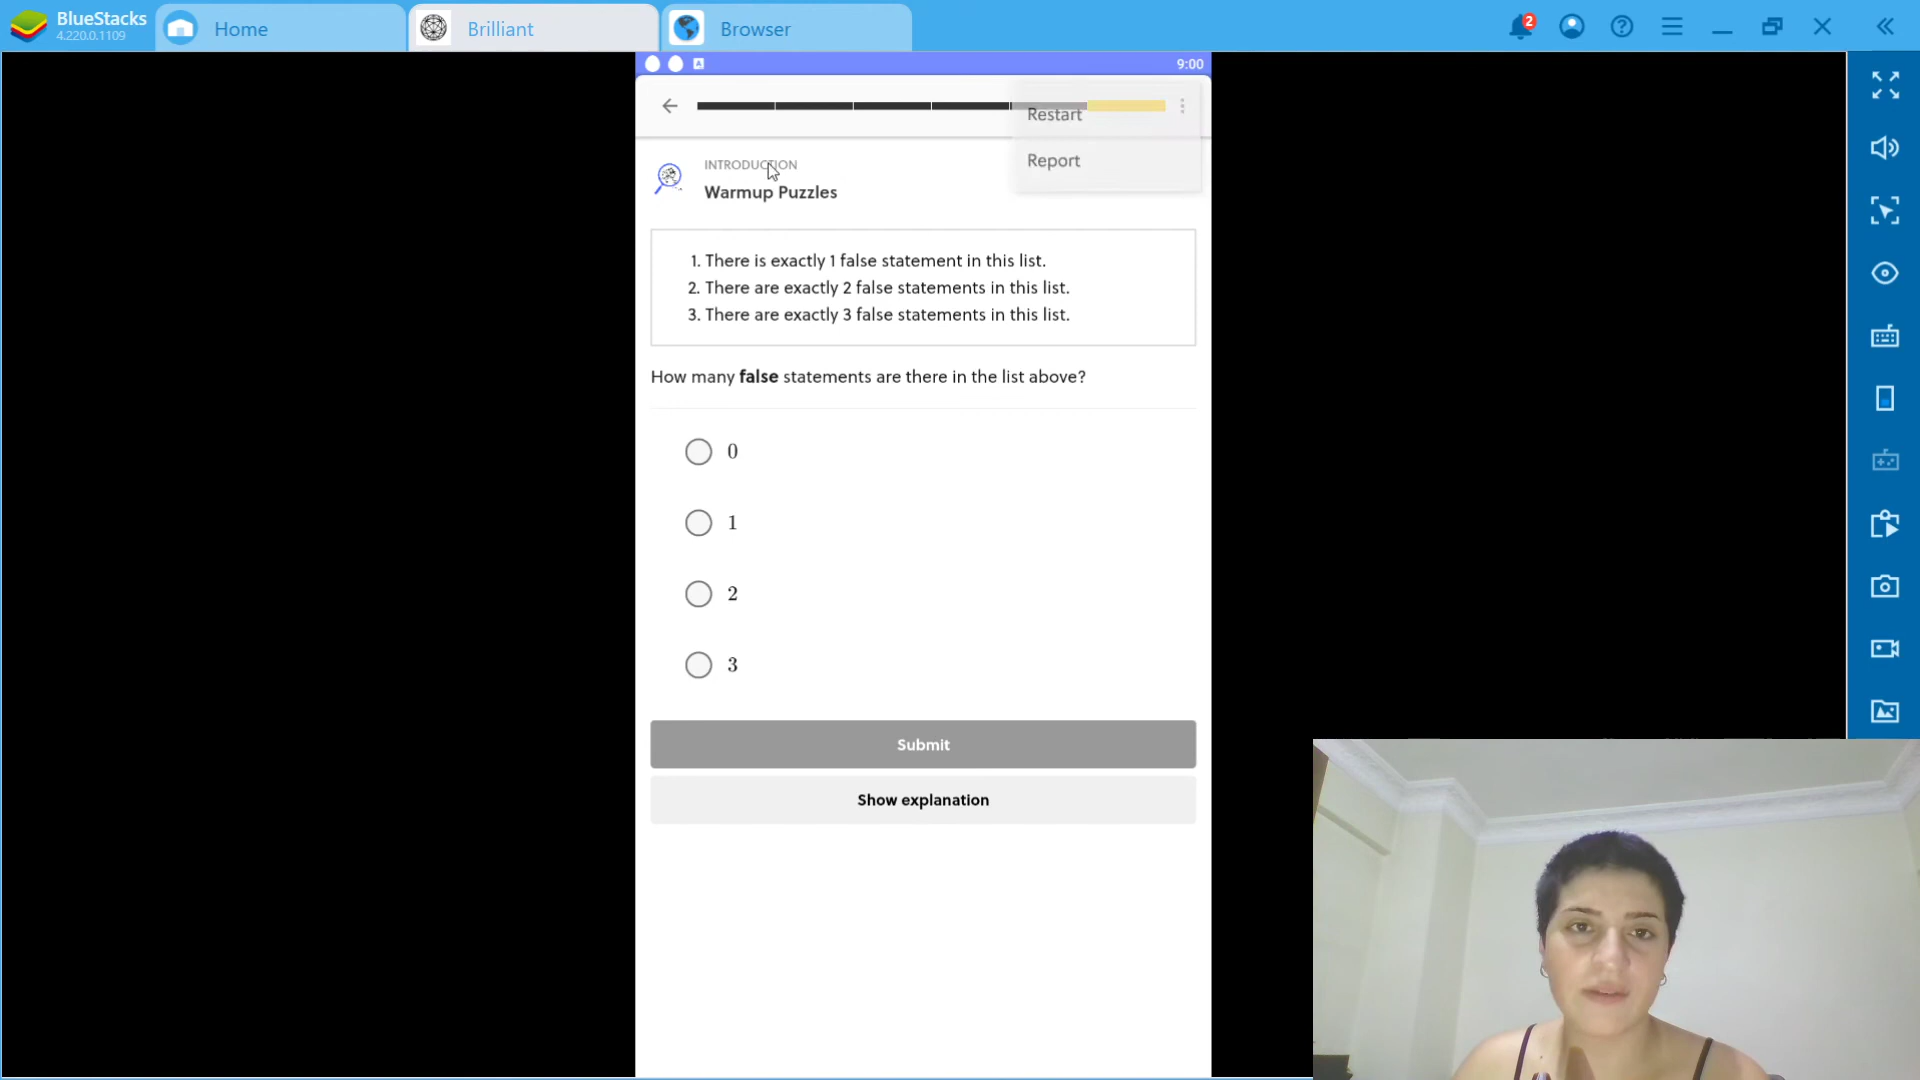 BlueStacks
4.220.0.1109
Home
Brilliant
Browser
2
A
9:00
Restart
Report
INTRODUCTION
Warmup Puzzles
1. There is exactly 1 false statement in this list.
2. There are exactly 2 false statements in this list.
3. There are exactly 3 false statements in this list.
How many false statements are there in the list above?
0
1
2
3
Submit
Show explanation